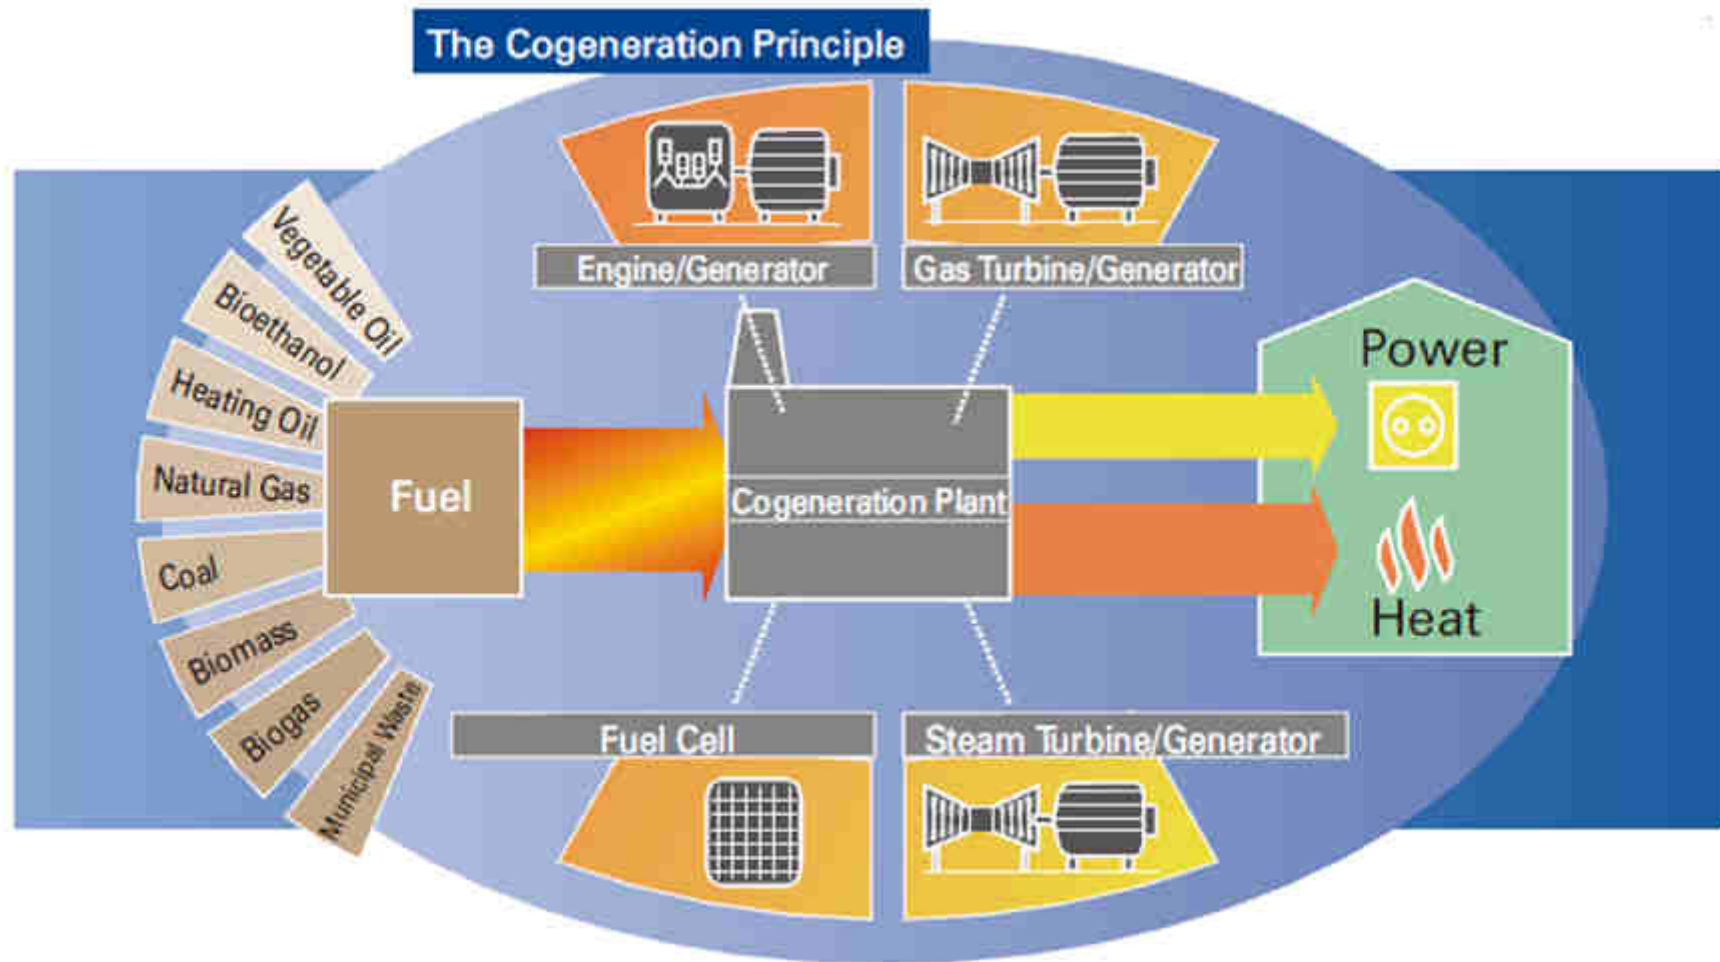 The Cogeneration Principle
Engine/Generator
Gas Turbine/Generator
Vegetable Oil
Bioethanol
Heating Oil
Natural Gas
Coal
Biomass
Biogas
Municipal Waste
Fuel
Cogeneration Plant
Power
Heat
Fuel Cell
Steam Turbine/Generator